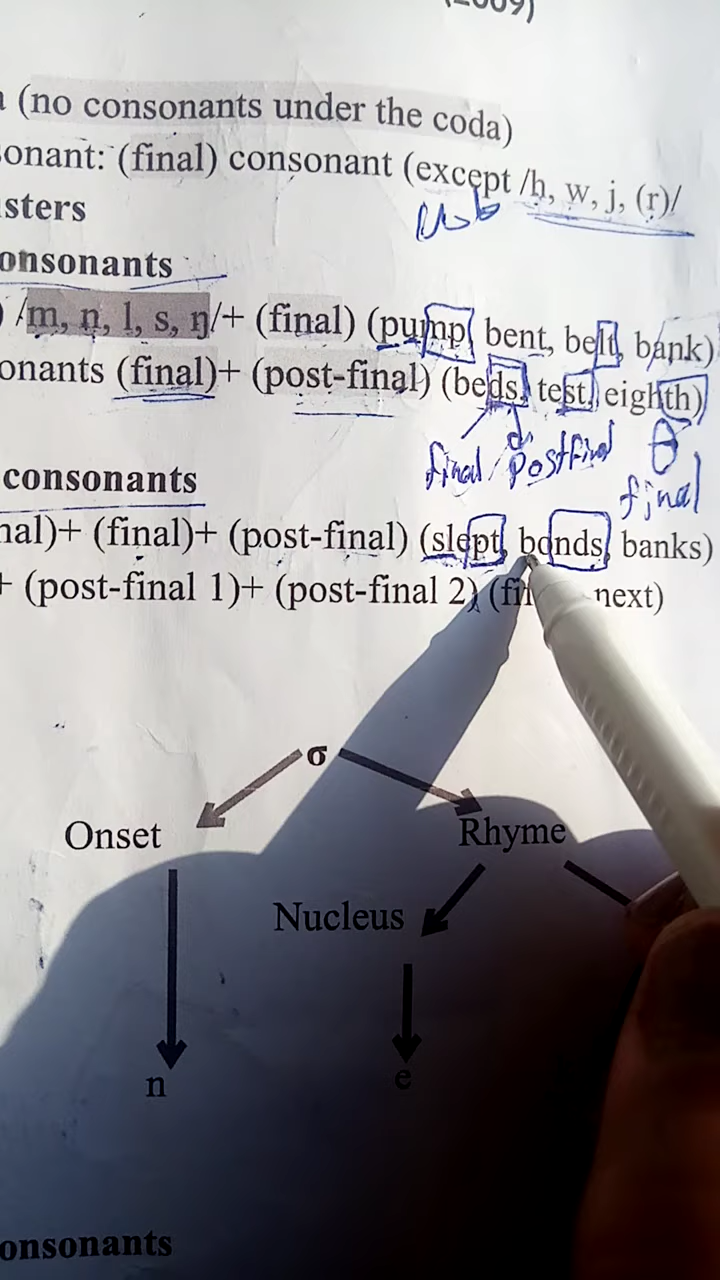 2009)
(no consonants under the coda)
onant: (final) consonant (except /h, w, j, (r)/
sters
onsonants
/m, n, l, s, ŋ/+ (final) (pump, bent, belt, bank)
onants (final)+ (post-final) (beds, test, eighth)
final / Postfinal θ
final
consonants
nal)+ (final)+ (post-final) (slept, bonds, banks)
+ (post-final 1)+ (post-final 2) (fi next)
σ
Onset Rhyme
Nucleus
n e
onsonants